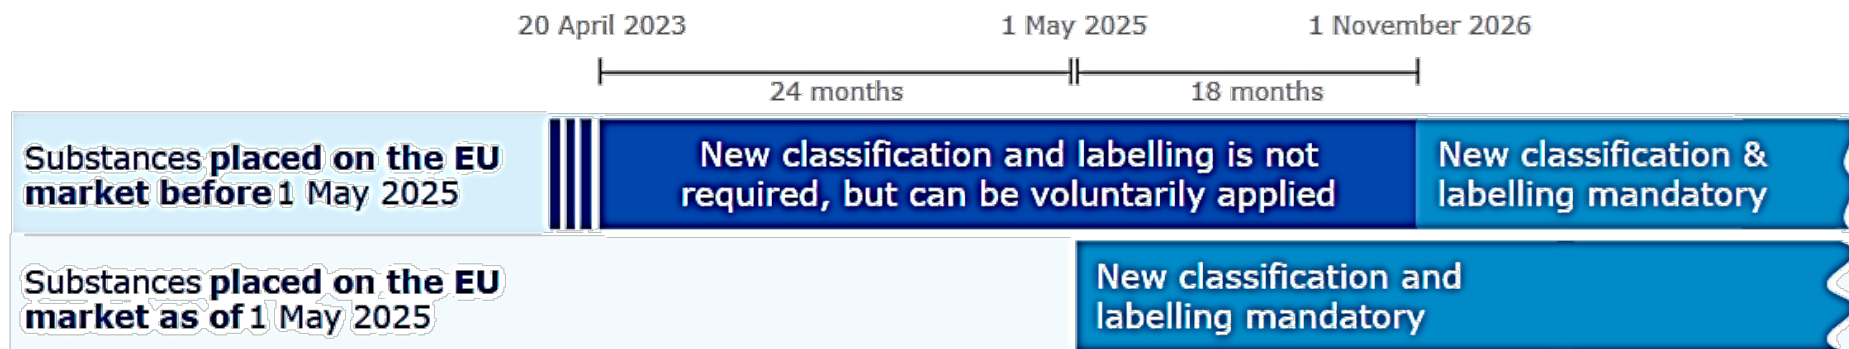 20 April 2023 1 May 2025 1 November 2026
24 months 18 months
Substances placed on the EU
market before 1 May 2025
New classification and labelling is not
required, but can be voluntarily applied
New classification &
labelling mandatory
Substances placed on the EU
market as of 1 May 2025
New classification and
labelling mandatory